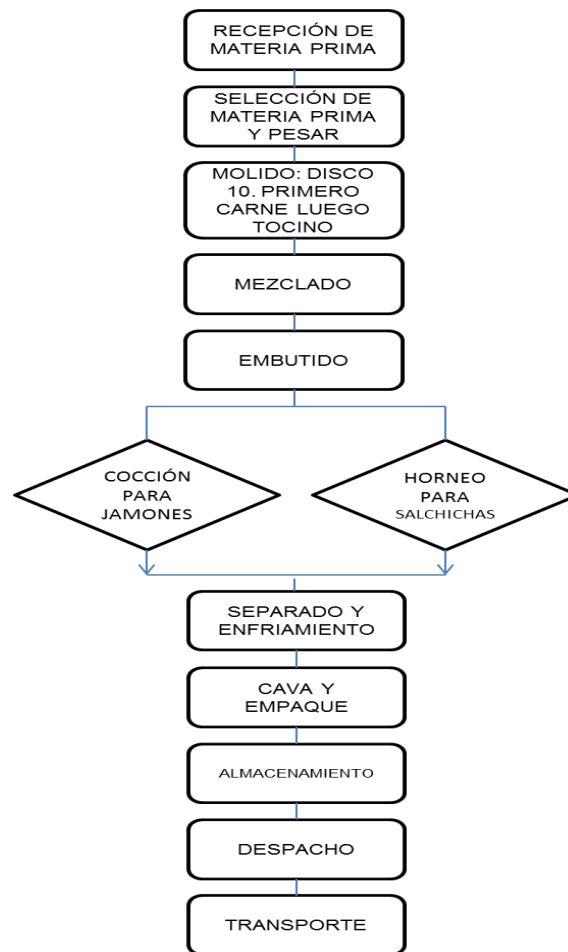 RECEPCIÓN DE
MATERIA PRIMA
SELECCIÓN DE
MATERIA PRIMA
Y PESAR
MOLIDO: DISCO
10. PRIMERO
CARNE LUEGO
TOCINO
MEZCLADO
EMBUTIDO
COCCIÓN
PARA
JAMONES
HORNEO
PARA
SALCHICHAS
SEPARADO Y
ENFRIAMIENTO
CAVA Y
EMPAQUE
ALMACENAMIENTO
DESPACHO
TRANSPORTE